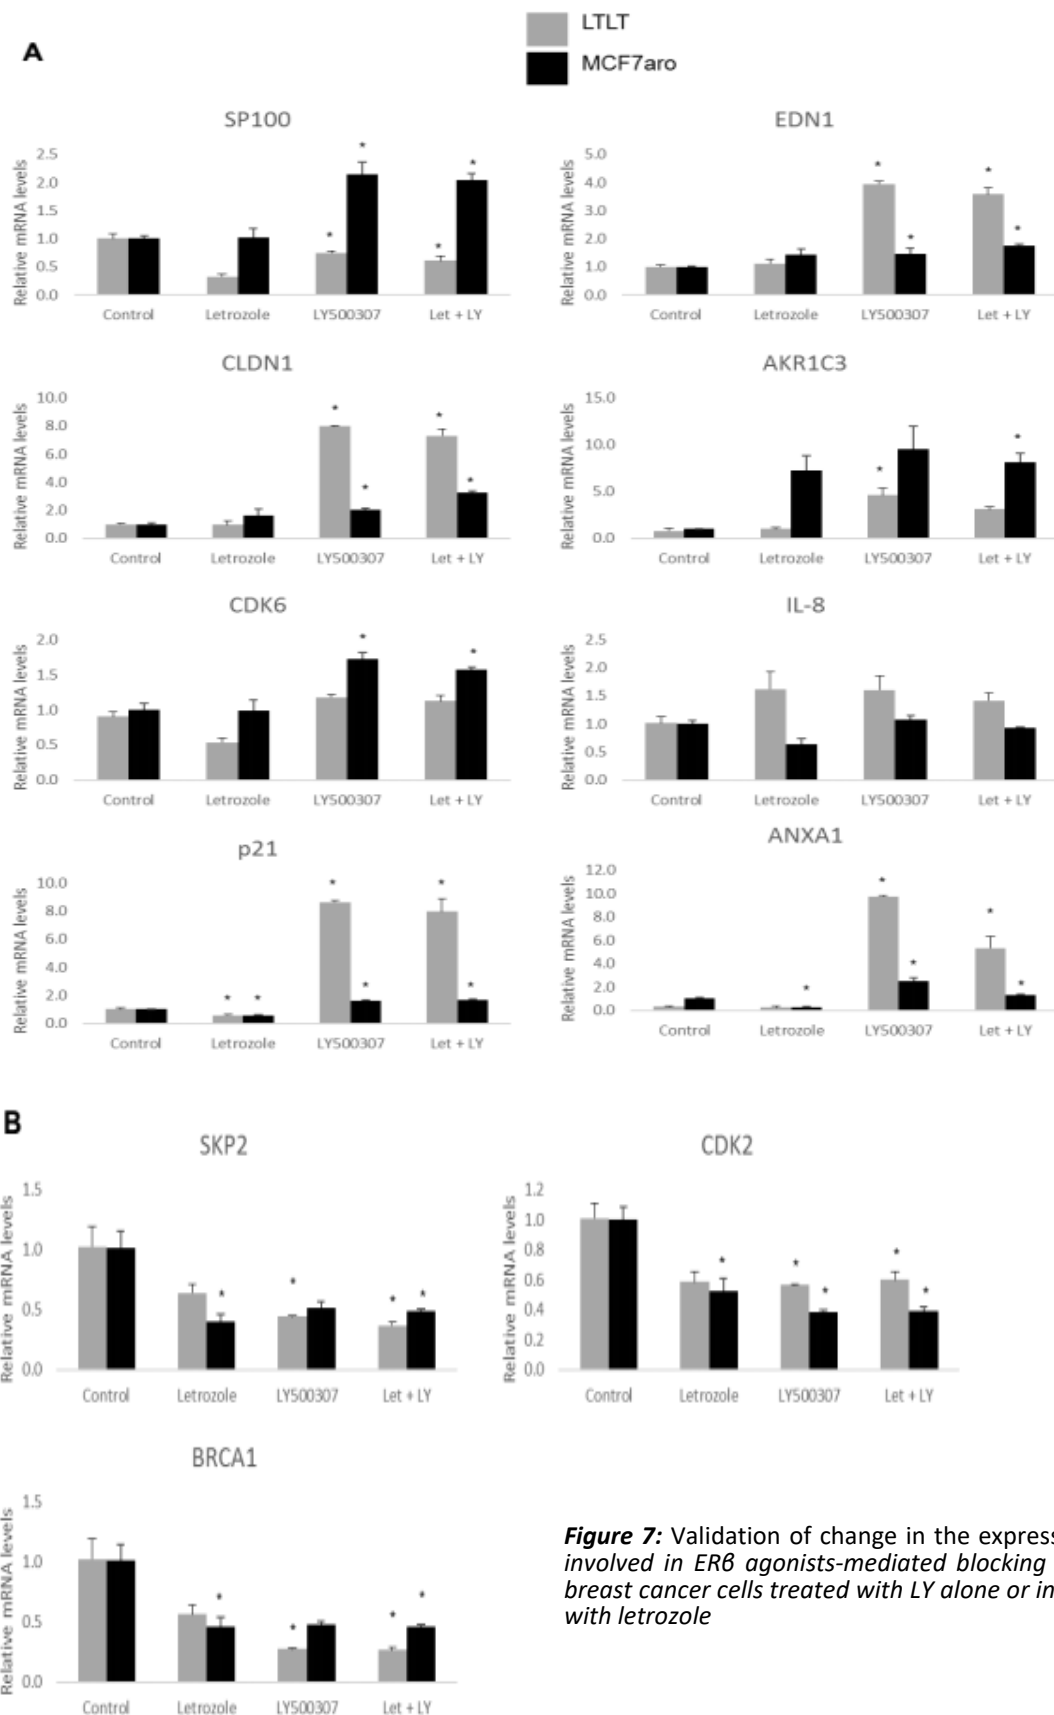 LTLT
A
MCF7aro
SP100
Relative mRNA levels
2.5
2.0
1.5
1.0
0.5
0.0
* * * *
Control Letrozole LY500307 Let + LY
EDN1
Relative mRNA levels
5.0
4.0
3.0
2.0
1.0
0.0
* * * *
Control Letrozole LY500307 Let + LY
CLDN1
Relative mRNA levels
10.0
8.0
6.0
4.0
2.0
0.0
* * * *
Control Letrozole LY500307 Let + LY
AKR1C3
Relative mRNA levels
15.0
10.0
5.0
0.0
* *
Control Letrozole LY500307 Let + LY
CDK6
Relative mRNA levels
2.0
1.5
1.0
0.5
0.0
* *
Control Letrozole LY500307 Let + LY
IL-8
Relative mRNA levels
2.5
2.0
1.5
1.0
0.5
0.0
Control Letrozole LY500307 Let + LY
p21
Relative mRNA levels
10.0
8.0
6.0
4.0
2.0
0.0
* * * * * *
Control Letrozole LY500307 Let + LY
ANXA1
Relative mRNA levels
12.0
10.0
8.0
6.0
4.0
2.0
0.0
* * * * *
Control Letrozole LY500307 Let + LY
B
SKP2
Relative mRNA levels
1.5
1.0
0.5
0.0
* * * *
Control Letrozole LY500307 Let + LY
CDK2
Relative mRNA levels
1.2
1.0
0.8
0.6
0.4
0.2
0.0
* * * * *
Control Letrozole LY500307 Let + LY
BRCA1
Relative mRNA levels
1.5
1.0
0.5
0.0
* * * *
Control Letrozole LY500307 Let + LY
Figure 7: Validation of change in the express
involved in ERβ agonists-mediated blocking
breast cancer cells treated with LY alone or in
with letrozole